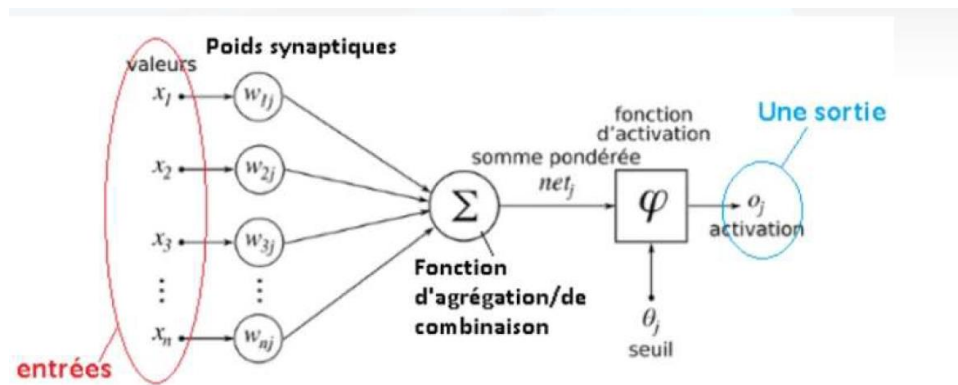 Poids synaptiques
valeurs
x1
w1j
x2
w2j
x3
w3j
⋮
⋮
xn
wnj
entrées
Σ
Fonction
d'agrégation/de
combinaison
somme pondérée
netj
fonction
d'activation
φ
θj
seuil
Une sortie
oj
activation